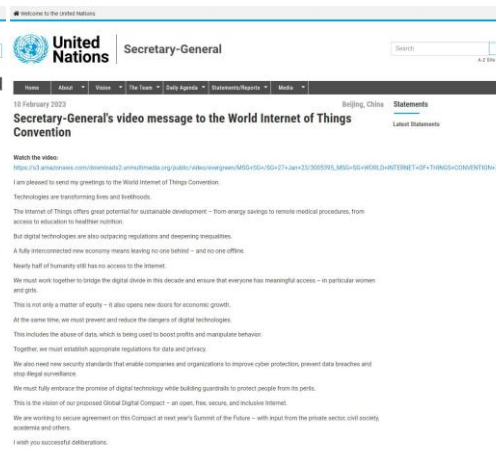 Welcome to the United Nations
United
Nations
Secretary-General
Search
A-Z Site
Home About Vision The Team Daily Agenda Statements/Reports Media
10 February 2023
Beijing, China
Statements
Secretary-General's video message to the World Internet of Things
Convention
Latest Statements
Watch the video:
I am pleased to send my greetings to the World Internet of Things Convention.
Technologies are transforming lives and livelihoods.
The Internet of Things offers great potential for sustainable development – from energy savings to remote medical procedures, from
access to education to healthier nutrition.
But digital technologies are also outpacing regulations and deepening inequalities.
A fully interconnected new economy means leaving no one behind – and no one offline.
Nearly half of humanity still has no access to the Internet.
We must work together to bridge the digital divide in this decade and ensure that everyone has meaningful access – in particular women
and girls.
This is not only a matter of equity – it also opens new doors for economic growth.
At the same time, we must prevent and reduce the dangers of digital technologies.
This includes the abuse of data, which is being used to boost profits and manipulate behavior.
Together, we must establish appropriate regulations for data and privacy.
We also need new security standards that enable companies and organizations to improve cyber protection, prevent data breaches and
stop illegal surveillance.
We must fully embrace the promise of digital technology while building guardrails to protect people from its perils.
This is the vision of our proposed Global Digital Compact – an open, free, secure, and inclusive Internet.
We are working to secure agreement on this Compact at next year's Summit of the Future – with input from the private sector, civil society,
academia and others.
I wish you successful deliberations.